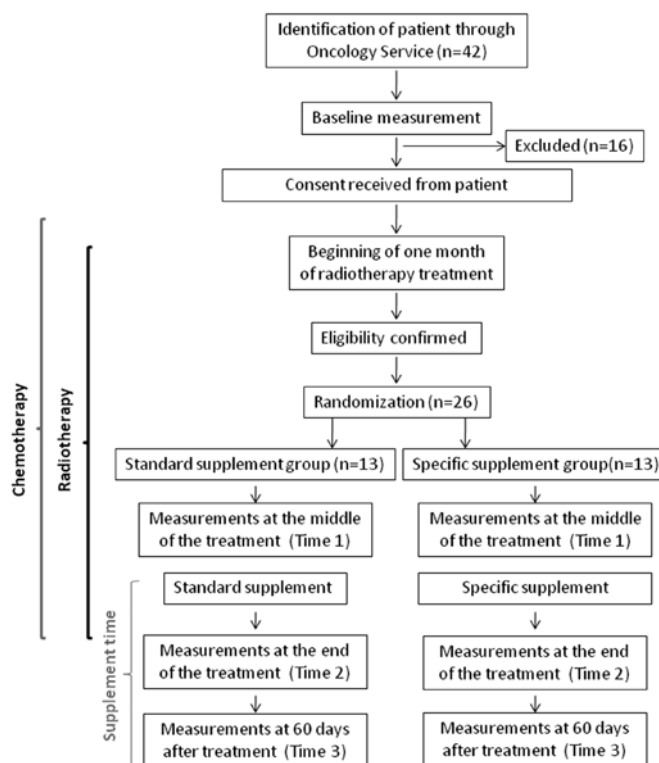 Identification of patient through
Oncology Service (n=42)
Baseline measurement
Excluded (n=16)
Consent received from patient
Beginning of one month
of radiotherapy treatment
Eligibility confirmed
Randomization (n=26)
Standard supplement group (n=13)
Specific supplement group(n=13)
Measurements at the middle
of the treatment (Time 1)
Measurements at the middle
of the treatment (Time 1)
Standard supplement
Specific supplement
Measurements at the end
of the treatment (Time 2)
Measurements at the end
of the treatment (Time 2)
Measurements at 60 days
after treatment (Time 3)
Measurements at 60 days
after treatment (Time 3)
Chemotherapy
Radiotherapy
Supplement time